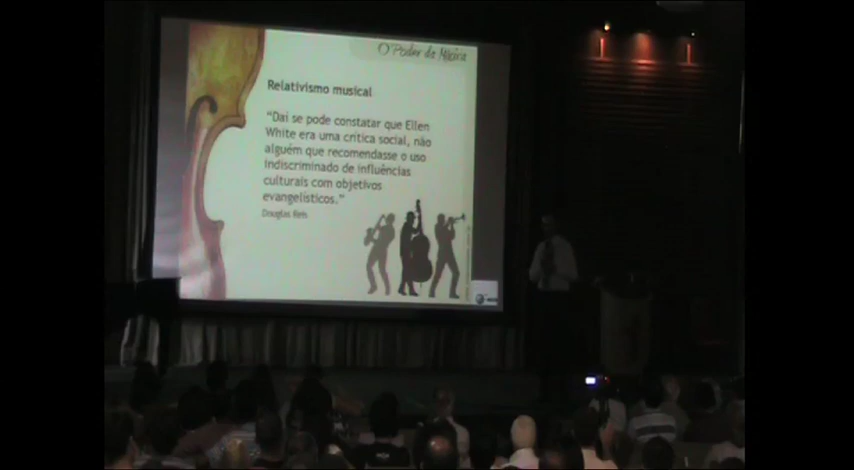 O Poder da Música
Relativismo musical
“Daí se pode constatar que Ellen
White era uma crítica social, não
alguém que recomendasse o uso
indiscriminado de influências
culturais com objetivos
evangelísticos.”
Douglas Reis